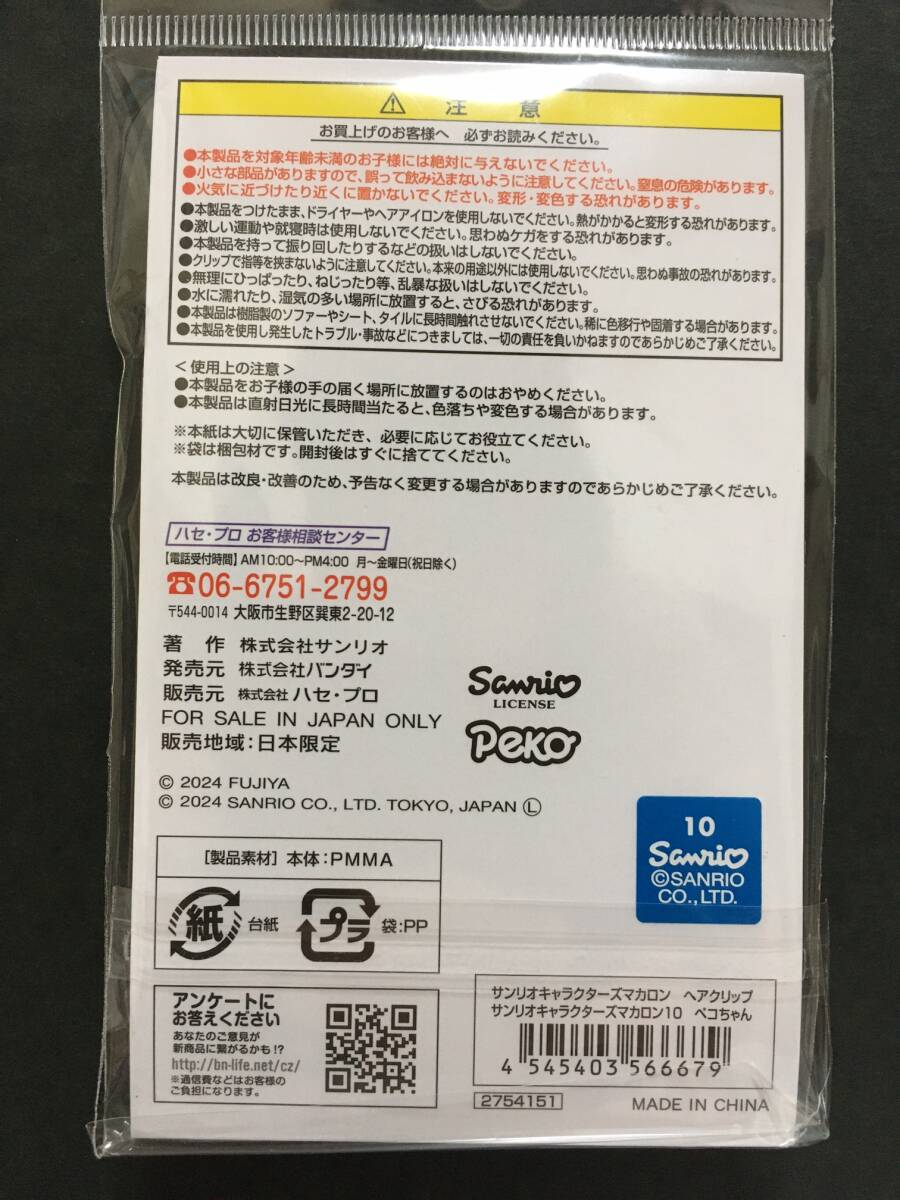 ⚠ 注意
お買上げのお客様へ 必ずお読みください。
●本製品を対象年齢未満のお子様には絶対に与えないでください。
●小さな部品がありますので、誤って飲み込まないように注意してください。窒息の危険があります。
●火気に近づけたり近くに置かないでください。変形・変色する恐れがあります。
●本製品をつけたまま、ドライヤーやヘアアイロンを使用しないでください。熱がかかると変形する恐れがあります。
●激しい運動や就寝時は使用しないでください。思わぬケガをする恐れがあります。
●本製品を持って振り回したりするなどの扱いはしないでください。
●クリップで指等を挟まないように注意してください。本来の用途以外には使用しないでください。思わぬ事故の恐れがあります。
●無理にひっぱったり、ねじったり等、乱暴な扱いはしないでください。
●水に濡れたり、湿気の多い場所に放置すると、さびる恐れがあります。
●本製品は樹脂製のソファーやシート、タイルに長時間触れさせないでください。稀に色移行や固着する場合があります。
●本製品を使用し発生したトラブル・事故などにつきましては、一切の責任を負いかねますのであらかじめご了承ください。
＜使用上の注意＞
●本製品をお子様の手の届く場所に放置するのはおやめください。
●本製品は直射日光に長時間当たると、色落ちや変色する場合があります。
※本紙は大切に保管いただき、必要に応じてお役立てください。
※袋は梱包材です。開封後はすぐに捨ててください。
本製品は改良・改善のため、予告なく変更する場合がありますのであらかじめご了承ください。
ハセ・プロ お客様相談センター
【電話受付時間】AM10:00〜PM4:00 月〜金曜日(祝日除く)
☎06-6751-2799
〒544-0014 大阪市生野区巽東2-20-12
著 作 株式会社サンリオ
発売元 株式会社バンダイ
販売元 株式会社 ハセ・プロ
FOR SALE IN JAPAN ONLY
販売地域：日本限定
Sanrio
LICENSE
PeKo
© 2024 FUJIYA
© 2024 SANRIO CO., LTD. TOKYO, JAPAN Ⓛ
10
Sanrio
©SANRIO
CO.,LTD.
［製品素材］本体：PMMA
紙 台紙
プラ 袋：PP
アンケートに
お答えください
あなたのご意見が
新商品に繋がるかも!?
http://bn-life.net/cz/
※通信費などはお客様の
ご負担になります。
サンリオキャラクターズマカロン ヘアクリップ
サンリオキャラクターズマカロン10 ペコちゃん
4 545403 566679
2754151
MADE IN CHINA